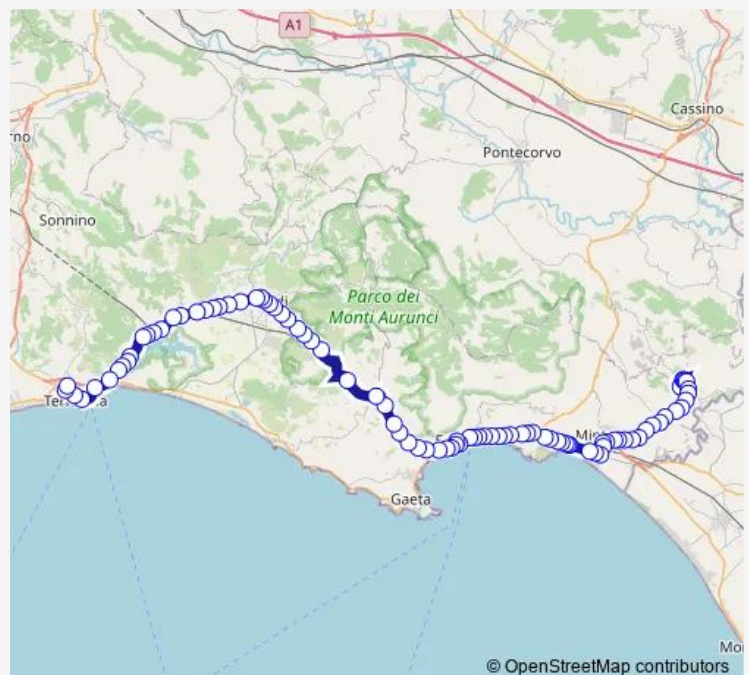 A1
Cassino
Pontecorvo
Sonnino
Parco dei
Monti Aurunci
Gaeta
© OpenStreetMap contributors